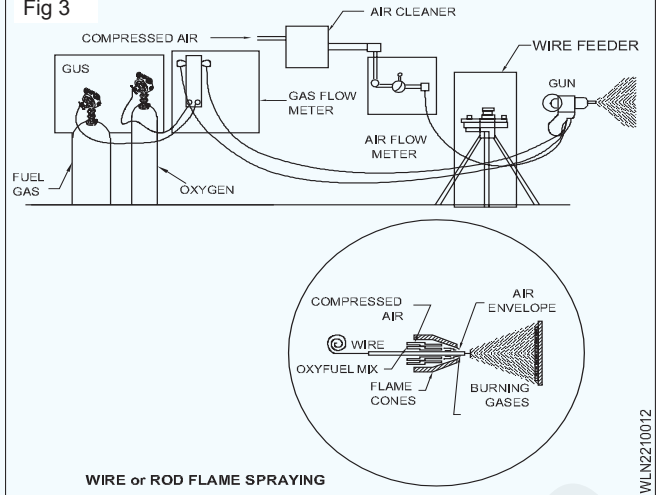 Fig 3
AIR CLEANER
COMPRESSED AIR
WIRE FEEDER
GUS
GUN
GAS FLOW
METER
AIR FLOW
METER
FUEL
GAS
OXYGEN
COMPRESSED
AIR
AIR
ENVELOPE
WIRE
OXYFUEL MIX
FLAME
CONES
BURNING
GASES
WIRE or ROD FLAME SPRAYING
WLN2210012